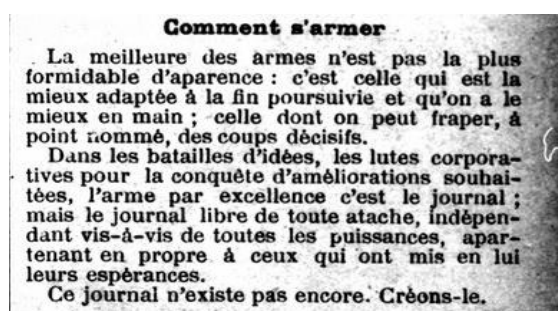 Comment s'armer
La meilleure des armes n'est pas la plus
formidable d'aparence : c'est celle qui est la
mieux adaptée à la fin poursuivie et qu'on a le
mieux en main ; celle dont on peut fraper, à
point nommé, des coups décisifs.
Dans les batailles d'idées, les lutes corpora-
tives pour la conquête d'améliorations souhai-
tées, l'arme par excellence c'est le journal ;
mais le journal libre de toute atache, indépen-
dant vis-à-vis de toutes les puissances, apar-
tenant en propre à ceux qui ont mis en lui
leurs espérances.
Ce journal n'existe pas encore. Créons-le.